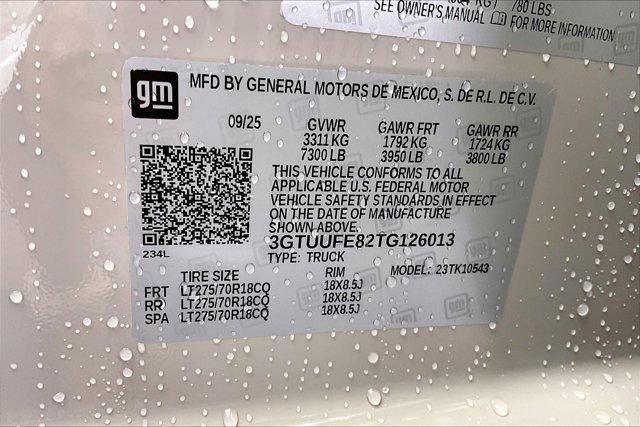 780 LBS
SEE OWNER'S MANUAL FOR MORE INFORMATION
gm
MFD BY GENERAL MOTORS DE MEXICO, S. DE R.L. DE C.V.
09/25 GVWR GAWR FRT GAWR RR
3311 KG 1792 KG 1724 KG
7300 LB 3950 LB 3800 LB
THIS VEHICLE CONFORMS TO ALL
APPLICABLE U.S. FEDERAL MOTOR
VEHICLE SAFETY STANDARDS IN EFFECT
ON THE DATE OF MANUFACTURE
SHOWN ABOVE.
3GTUUFE82TG126013
234L TYPE: TRUCK
TIRE SIZE RIM MODEL: 23TK10543
FRT LT275/70R18CQ 18X8.5J
RR LT275/70R18CQ 18X8.5J
SPA LT275/70R18CQ 18X8.5J